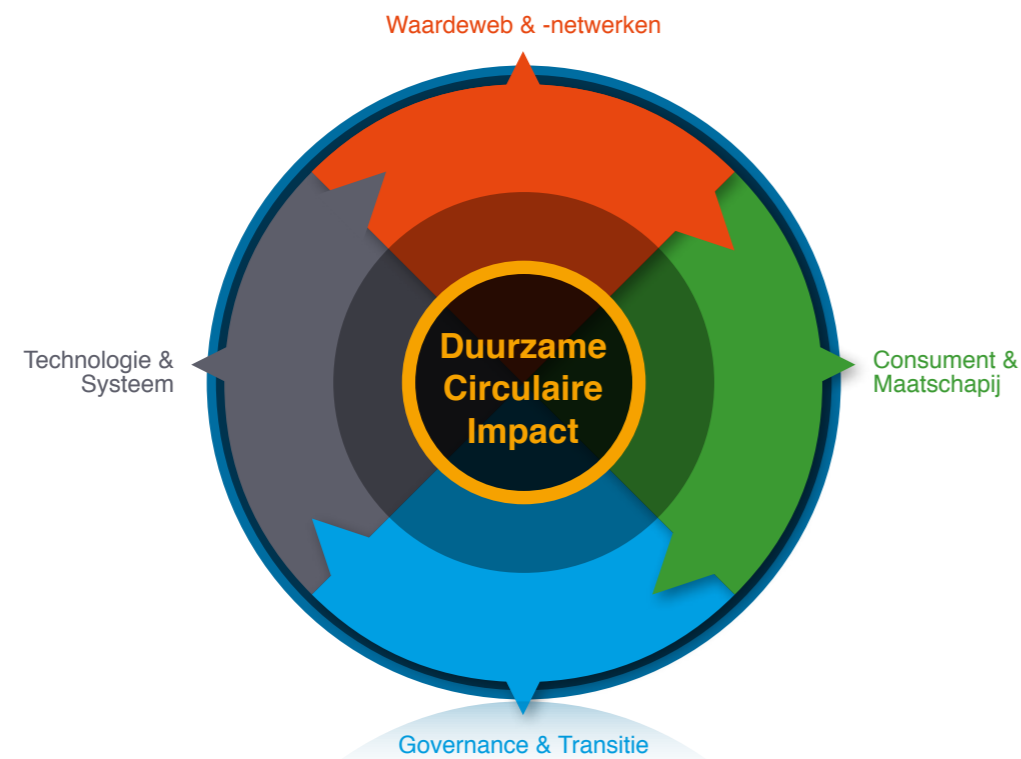 Waardeweb & -netwerken
Technologie &
Systeem
Duurzame
Circulaire
Impact
Consument &
Maatschapij
Governance & Transitie